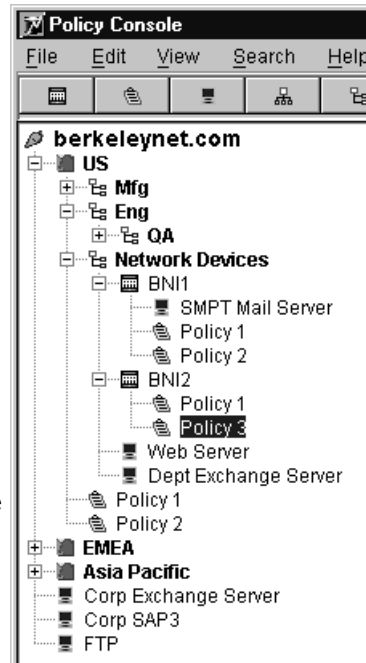 Policy Console
File Edit View Search Help
berkeleynet.com
US
Mfg
Eng
QA
Network Devices
BNI1
SMPT Mail Server
Policy 1
Policy 2
BNI2
Policy 1
Policy 3
Web Server
Dept Exchange Server
Policy 1
Policy 2
EMEA
Asia Pacific
Corp Exchange Server
Corp SAP3
FTP